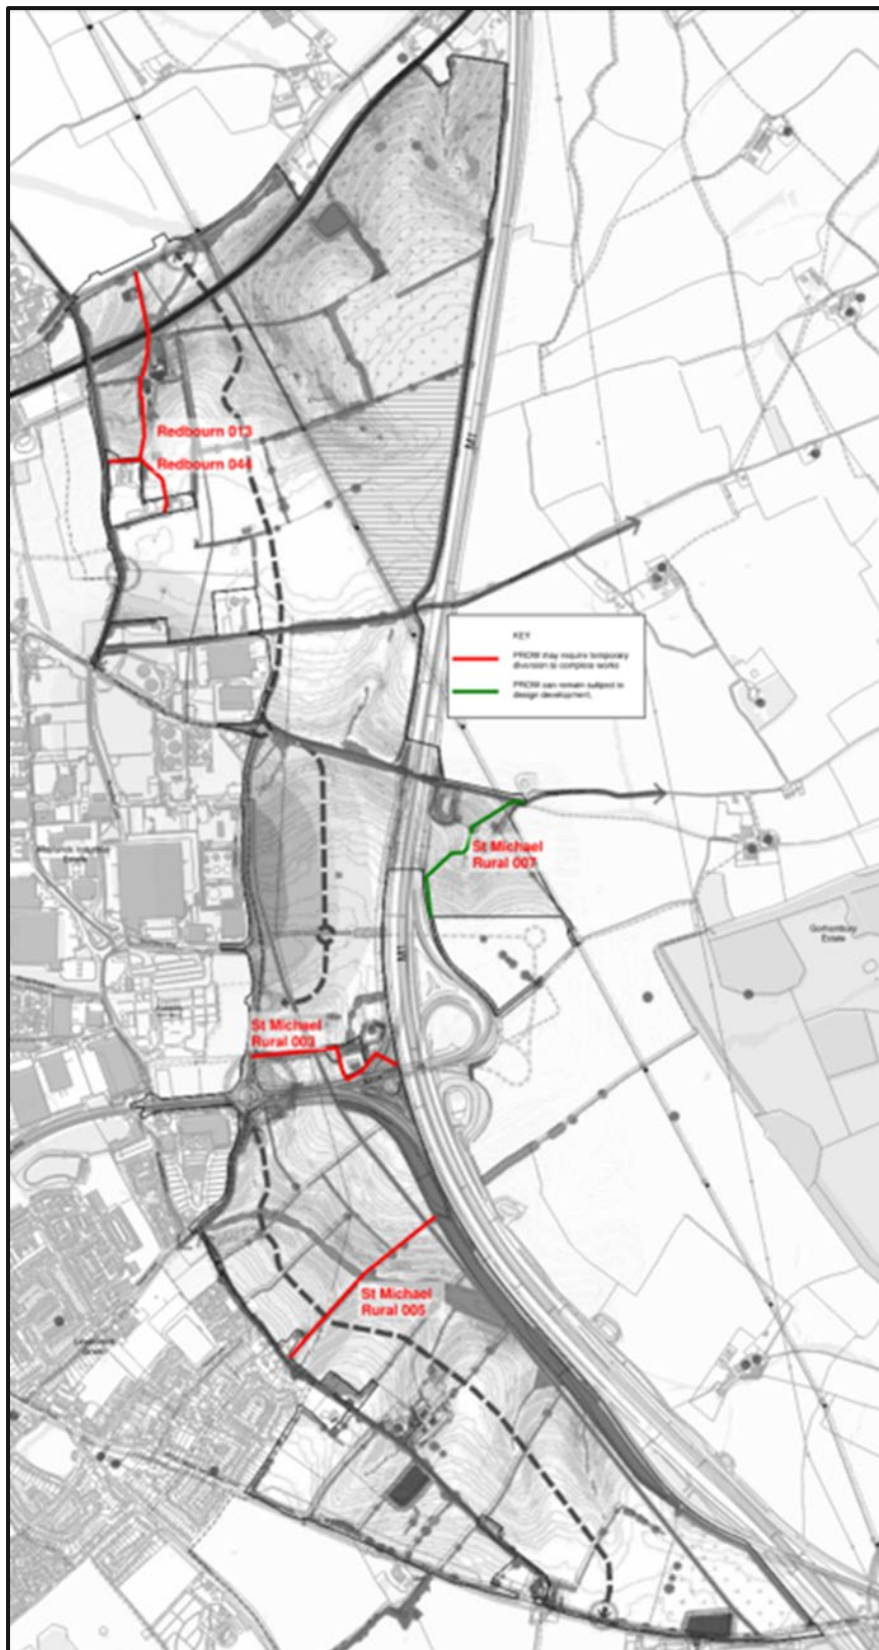 Redbourn 013
Redbourn 044
M1
KEY
PROW may require temporary
diversion to complete works
PROW can remain subject to
design development.
St Michael
Rural 007
Gorhambury
Estate
M1
St Michael
Rural 003
St Michael
Rural 005